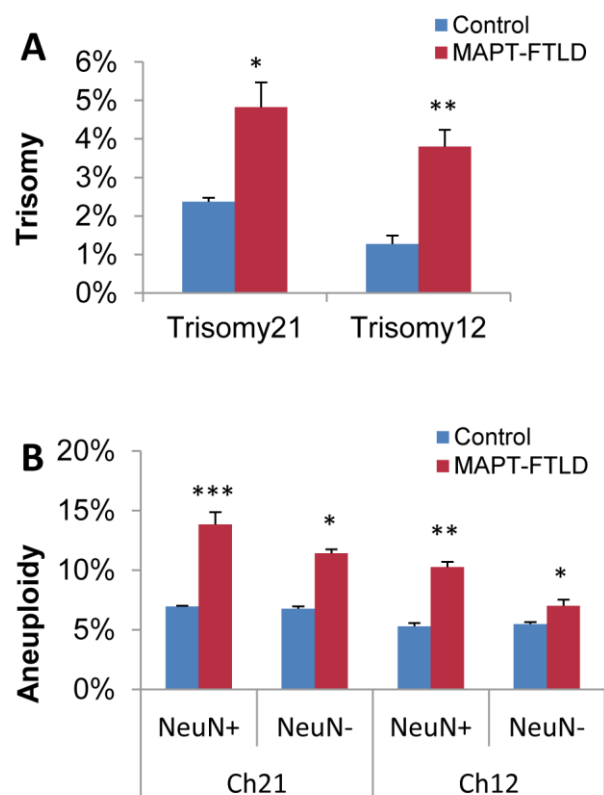 A
Control
MAPT-FTLD
Trisomy
6%
5%
4%
3%
2%
1%
0%
*
**
Trisomy21 Trisomy12
B
Control
MAPT-FTLD
Aneuploidy
20%
15%
10%
5%
0%
***
*
**
*
NeuN+ NeuN- NeuN+ NeuN-
Ch21 Ch12